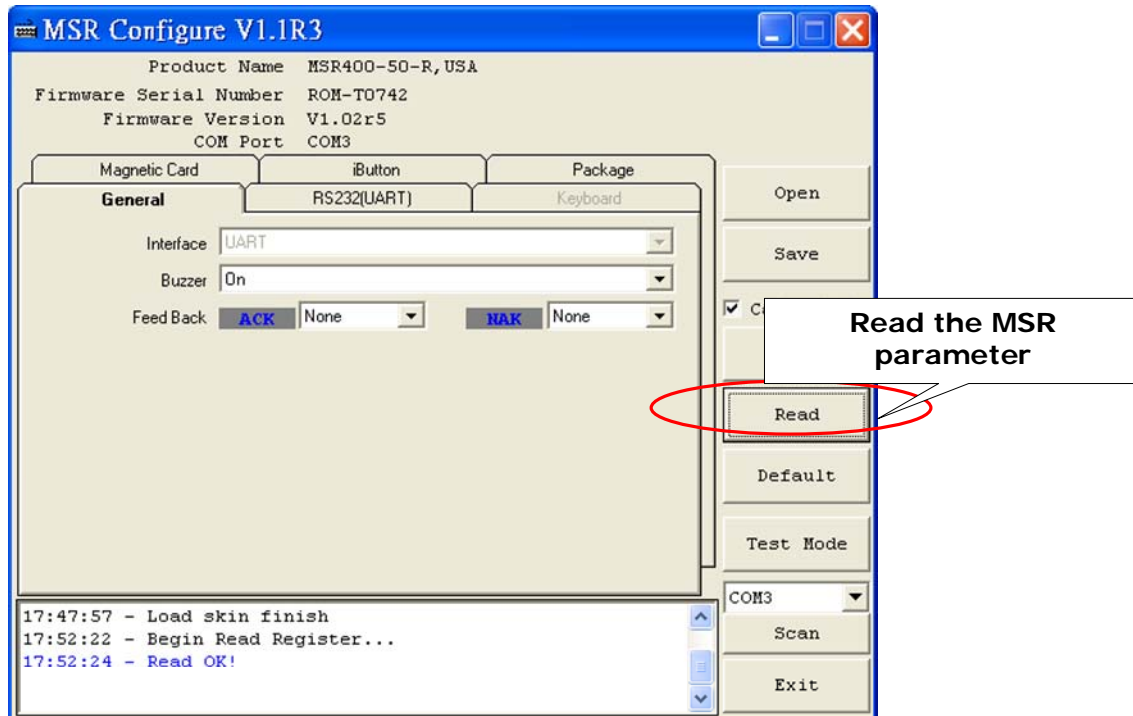 MSR Configure V1.1R3
Product Name MSR400-50-R,USA
Firmware Serial Number ROM-T0742
Firmware Version V1.02r5
COM Port COM3
Magnetic Card iButton Package
General RS232(UART) Keyboard
Interface UART
Buzzer On
Feed Back ACK None NAK None
Open
Save
Read the MSR
parameter
Read
Default
Test Mode
COM3
Scan
Exit
17:47:57 - Load skin finish
17:52:22 - Begin Read Register...
17:52:24 - Read OK!